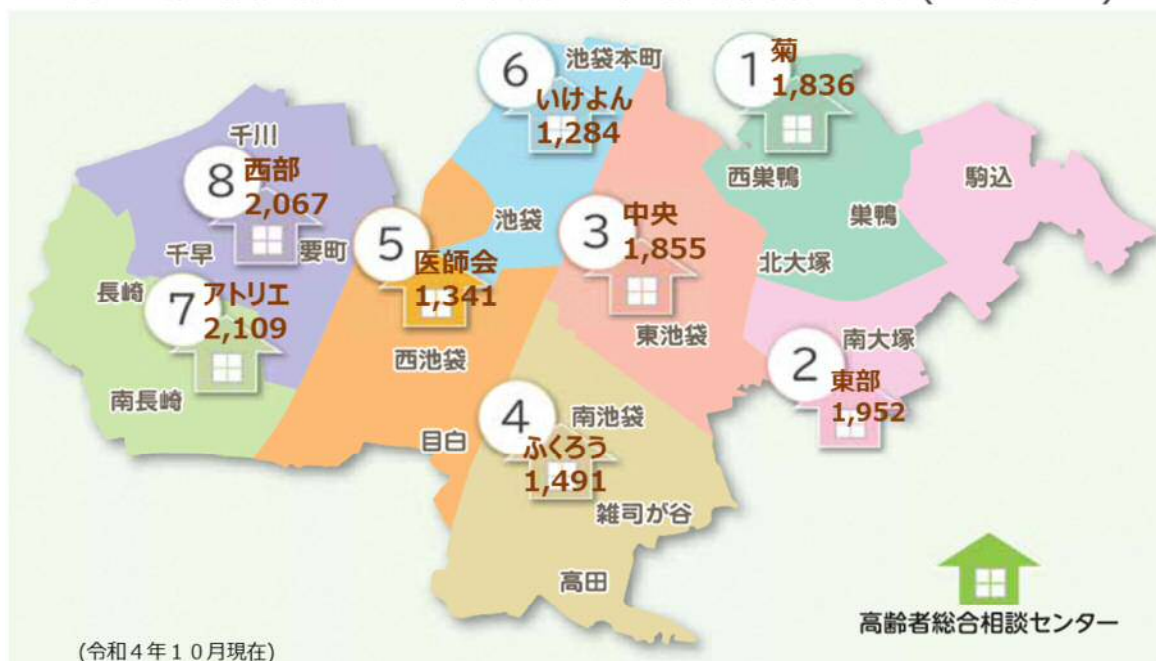 池袋本町
6
いけよん
1,284
1
菊
1,836
千川
8
西部
2,067
西巣鴨
駒込
巣鴨
池袋
3
中央
1,855
千早
要町
5
医師会
1,341
北大塚
長崎
7
アトリエ
2,109
東池袋
南大塚
西池袋
2
東部
1,952
南長崎
4
南池袋
目白
ふくろう
1,491
雑司が谷
高田
高齢者総合相談センター
(令和４年１０月現在)